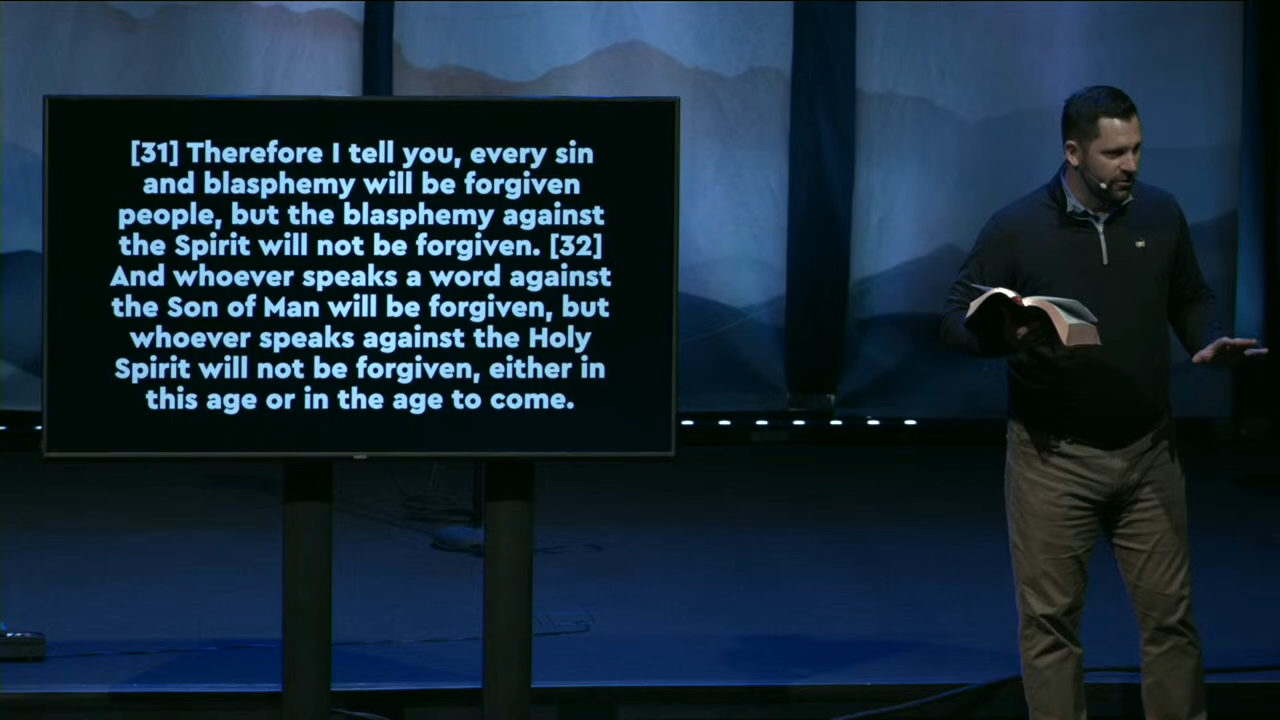 [31] Therefore I tell you, every sin
and blasphemy will be forgiven
people, but the blasphemy against
the Spirit will not be forgiven. [32]
And whoever speaks a word against
the Son of Man will be forgiven, but
whoever speaks against the Holy
Spirit will not be forgiven, either in
this age or in the age to come.